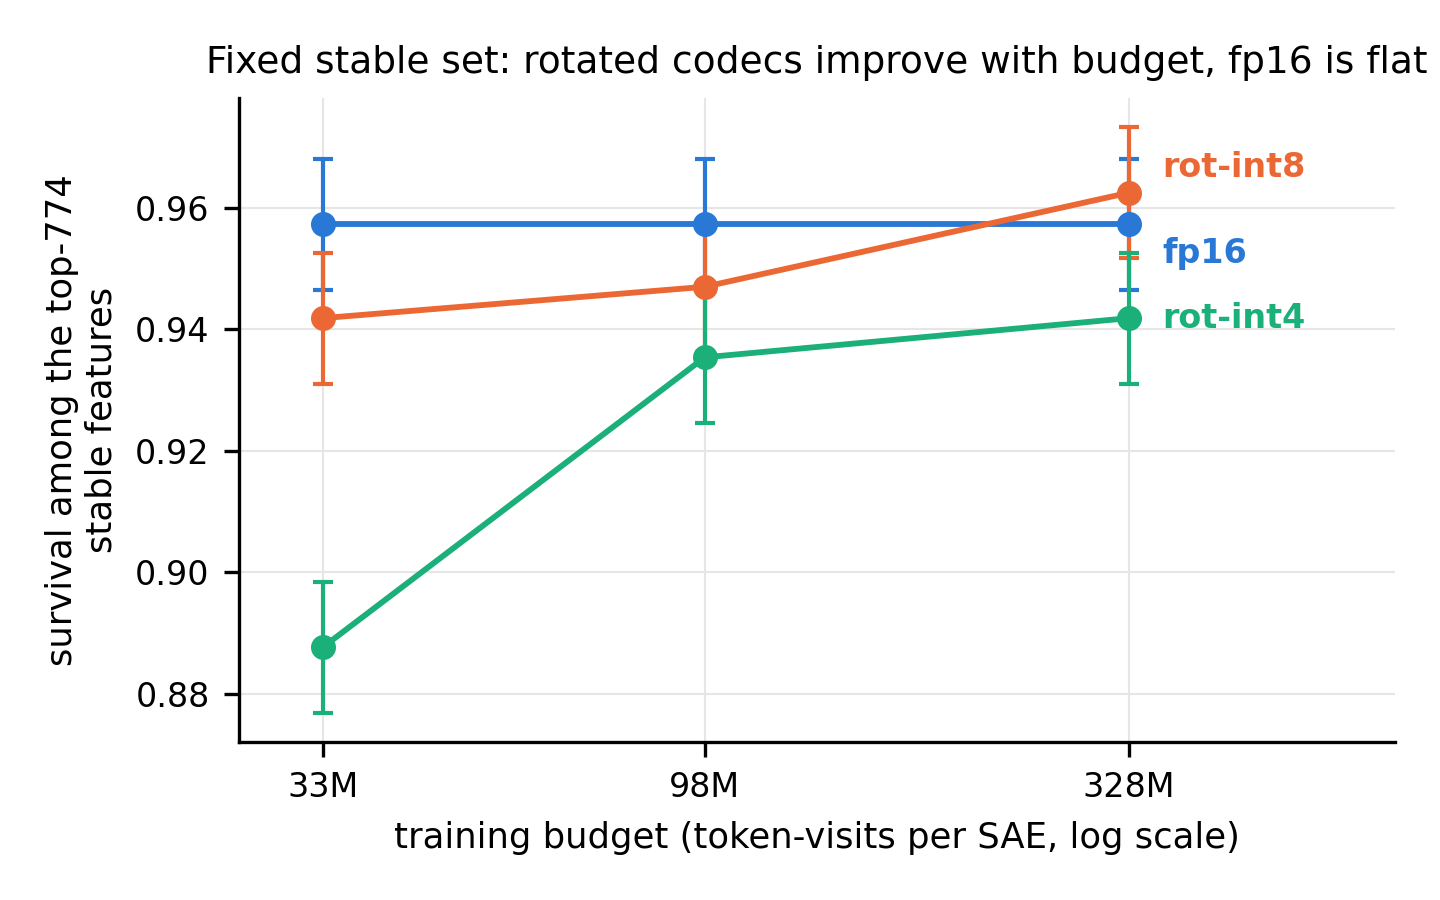 Fixed stable set: rotated codecs improve with budget, fp16 is flat
survival among the top-774
stable features
0.96
0.94
0.92
0.90
0.88
rot-int8
fp16
rot-int4
33M
98M
328M
training budget (token-visits per SAE, log scale)